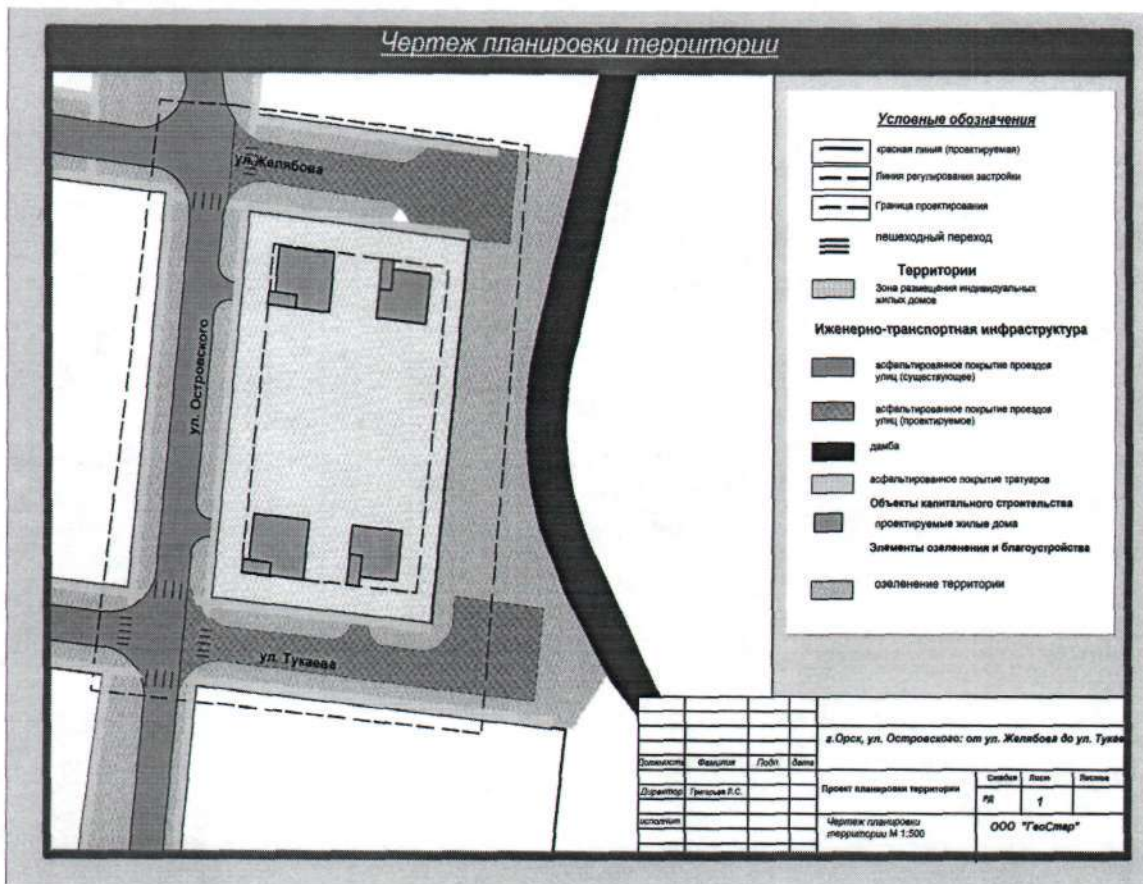 Чертеж планировки территории
ул.Желябова
ул. Островского
ул. Тукаева
Условные обозначения
красная линия (проектируемая)
Линия регулирования застройки
Граница проектирования
пешеходный переход
Территории
Зона размещения индивидуальных
жилых домов
Иженерно-транспортная инфраструктура
асфальтированное покрытие проездов
улиц (существующее)
асфальтированное покрытие проездов
улиц (проектируемое)
дамба
асфальтированное покрытие тратуаров
Объекты капитального строительства
проектируемые жилые дома
Элементы озеленения и благоустройства
озеленение территории
г.Орск, ул. Островского: от ул. Желябова до ул. Тукае
Должность Фамилия Подп. дата
Директор Григорьев Л.С.
исполнит
Проект планировки территории
Стадия Лист Листов
РД 1
Чертеж планировки
территории М 1:500
ООО "ГеоСтар"